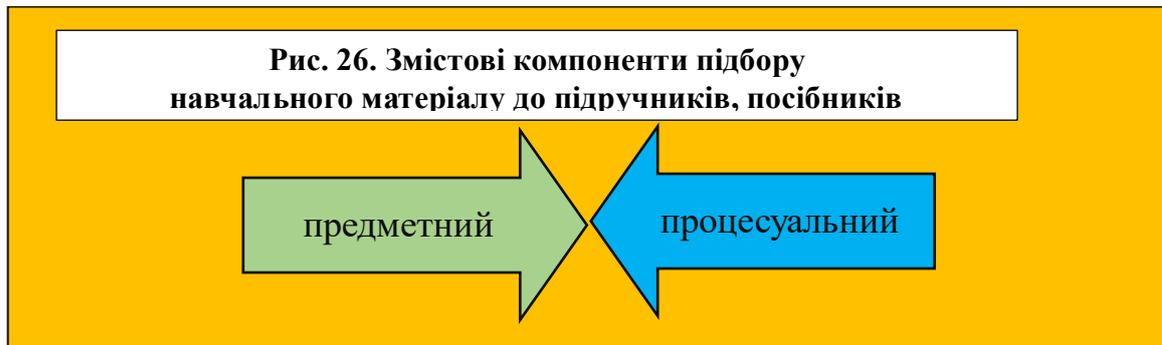 Рис. 26. Змістові компоненти підбору
навчального матеріалу до підручників, посібників
предметний
процесуальний